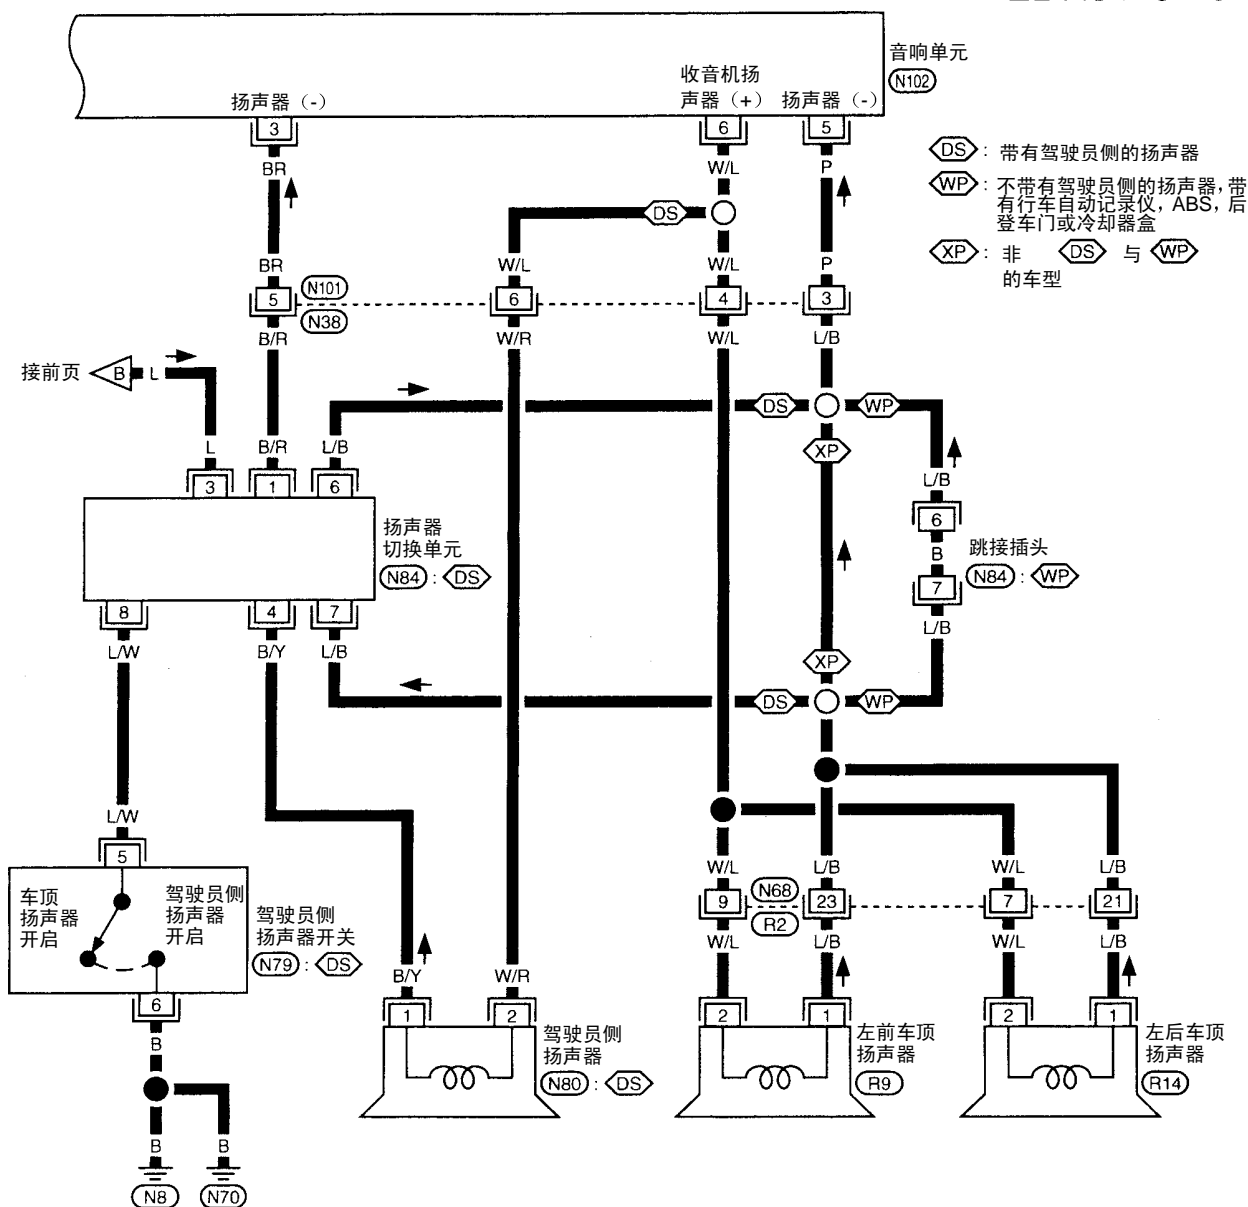 音响单元
N102
收音机扬
扬声器（-）
声器（+）
扬声器（-）
3
6
5
BR
W/L
P
DS : 带有驾驶员侧的扬声器
WP : 不带有驾驶员侧的扬声器，带
有行车自动记录仪，ABS，后
登车门或冷却器盒
XP : 非 DS 与 WP
的车型
DS
BR
W/L
W/L
P
5
N101
6
4
3
N38
B/R
W/R
W/L
L/B
接前页
B
L
DS
WP
L
B/R
L/B
XP
3
1
6
L/B
6
扬声器
切换单元
N84 : DS
B
跳接插头
N84 : WP
7
8
4
7
L/B
L/W
B/Y
L/B
XP
DS
WP
L/W
5
车顶
扬声器
开启
驾驶员侧
扬声器
开启
驾驶员侧
扬声器开关
N79 : DS
W/L
L/B
W/L
L/B
9
N68
23
7
21
R2
W/L
L/B
W/L
L/B
B/Y
W/R
6
1
2
2
1
2
1
B
驾驶员侧
扬声器
N80 : DS
左前车顶
扬声器
R9
左后车顶
扬声器
R14
B
B
N8
N70